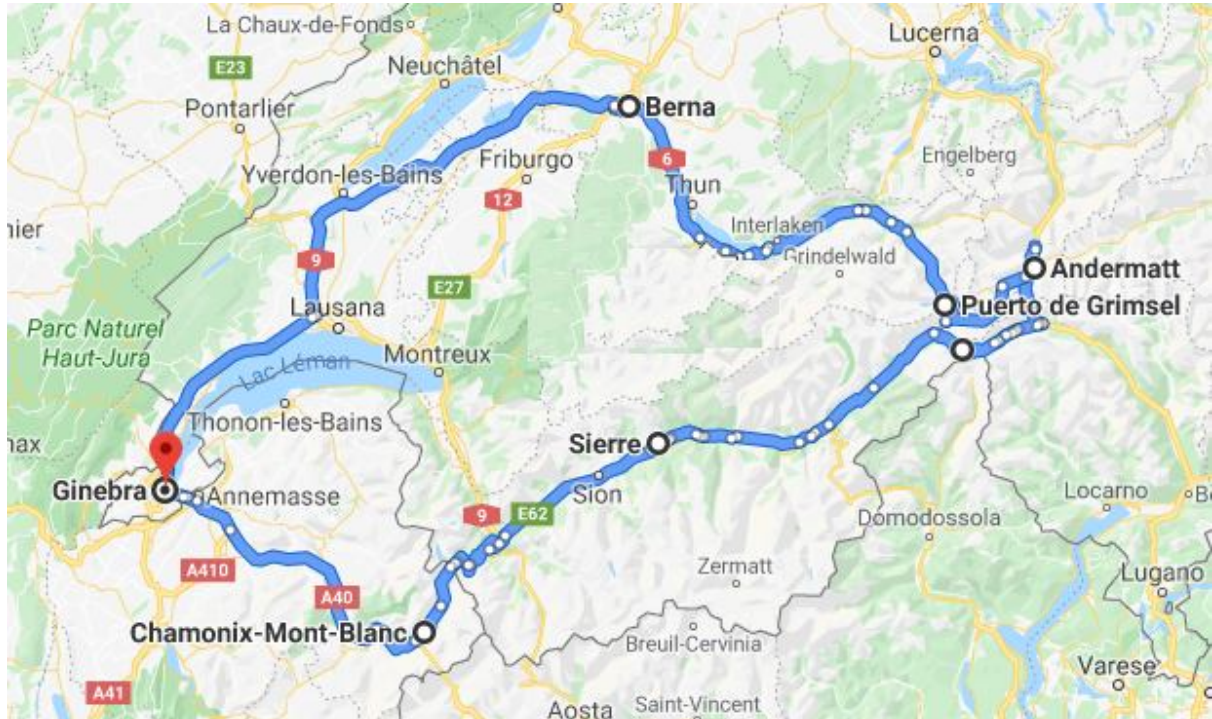 La Chaux-de-Fonds
Lucerna
E23
Neuchâtel
Pontarlier
Berna
Engelberg
Friburgo
6
Yverdon-les-Bains
Thun
12
Interlaken
Grindelwald
9
Andermatt
E27
Puerto de Grimsel
Lausana
Parc Naturel
Haut-Jura
Montreux
Lac Léman
Thonon-les-Bains
Sierre
Ginebra
Annemasse
Sion
Locarno
9
E62
Domodossola
A410
Zermatt
Lugano
A40
Chamonix-Mont-Blanc
Breuil-Cervinia
Varese
A41
Aosta
Saint-Vincent